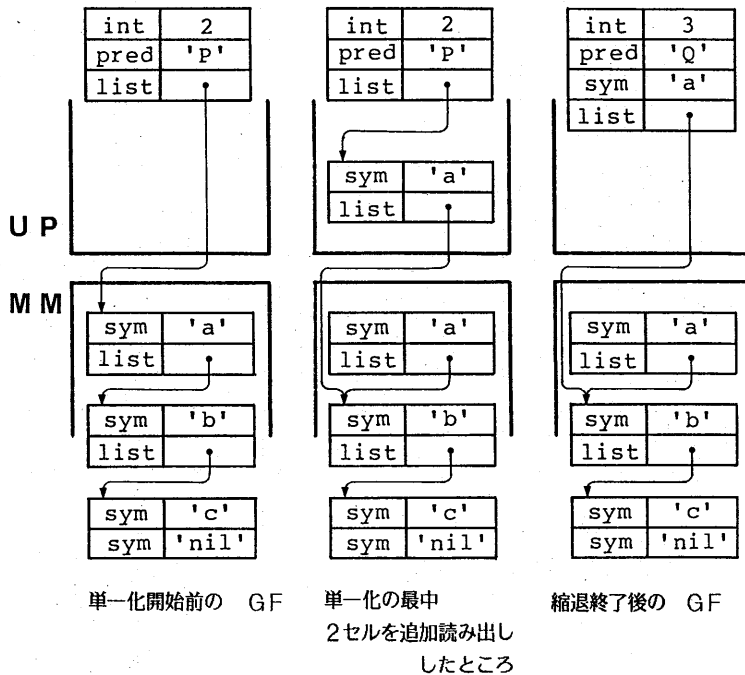 int 2 int 2 int 3
pred 'P' pred 'P' pred 'Q'
list list sym 'a'
list
sym 'a'
list
UP
MM
sym 'a' sym 'a' sym 'a'
list list list
sym 'b' sym 'b' sym 'b'
list list list
sym 'c' sym 'c' sym 'c'
sym 'nil' sym 'nil' sym 'nil'
単一化開始前の GF 単一化の最中 縮退終了後の GF
2セルを追加読み出し
したところ